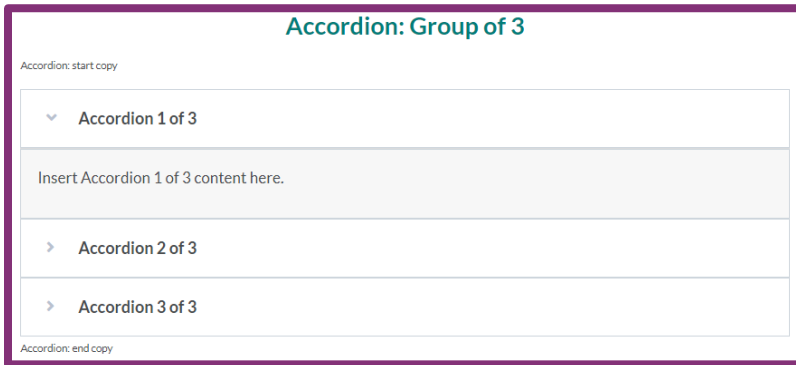 Accordion: Group of 3
Accordion: start copy
Accordion 1 of 3
Insert Accordion 1 of 3 content here.
Accordion 2 of 3
Accordion 3 of 3
Accordion: end copy